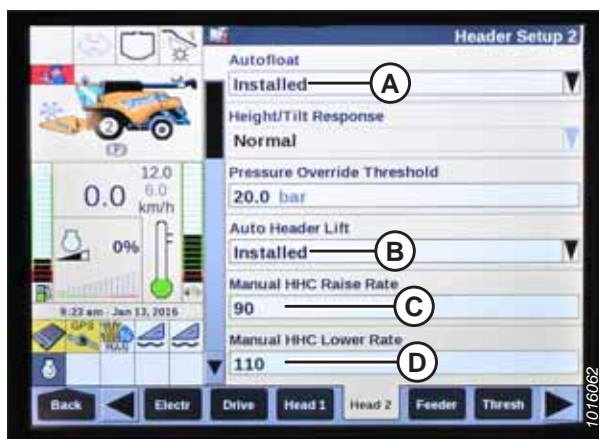 Header Setup 2
Autofloat
Installed
A
Height/Tilt Response
Normal
Pressure Override Threshold
20.0 bar
Auto Header Lift
Installed
B
Manual HHC Raise Rate
90
C
Manual HHC Lower Rate
110
D
2
(P)
0.0
12.0
6.0
km/h
0%
9:23 am - Jan 13, 2016
GPS
Back
Electr
Drive
Head 1
Head 2
Feeder
Thresh
1016062